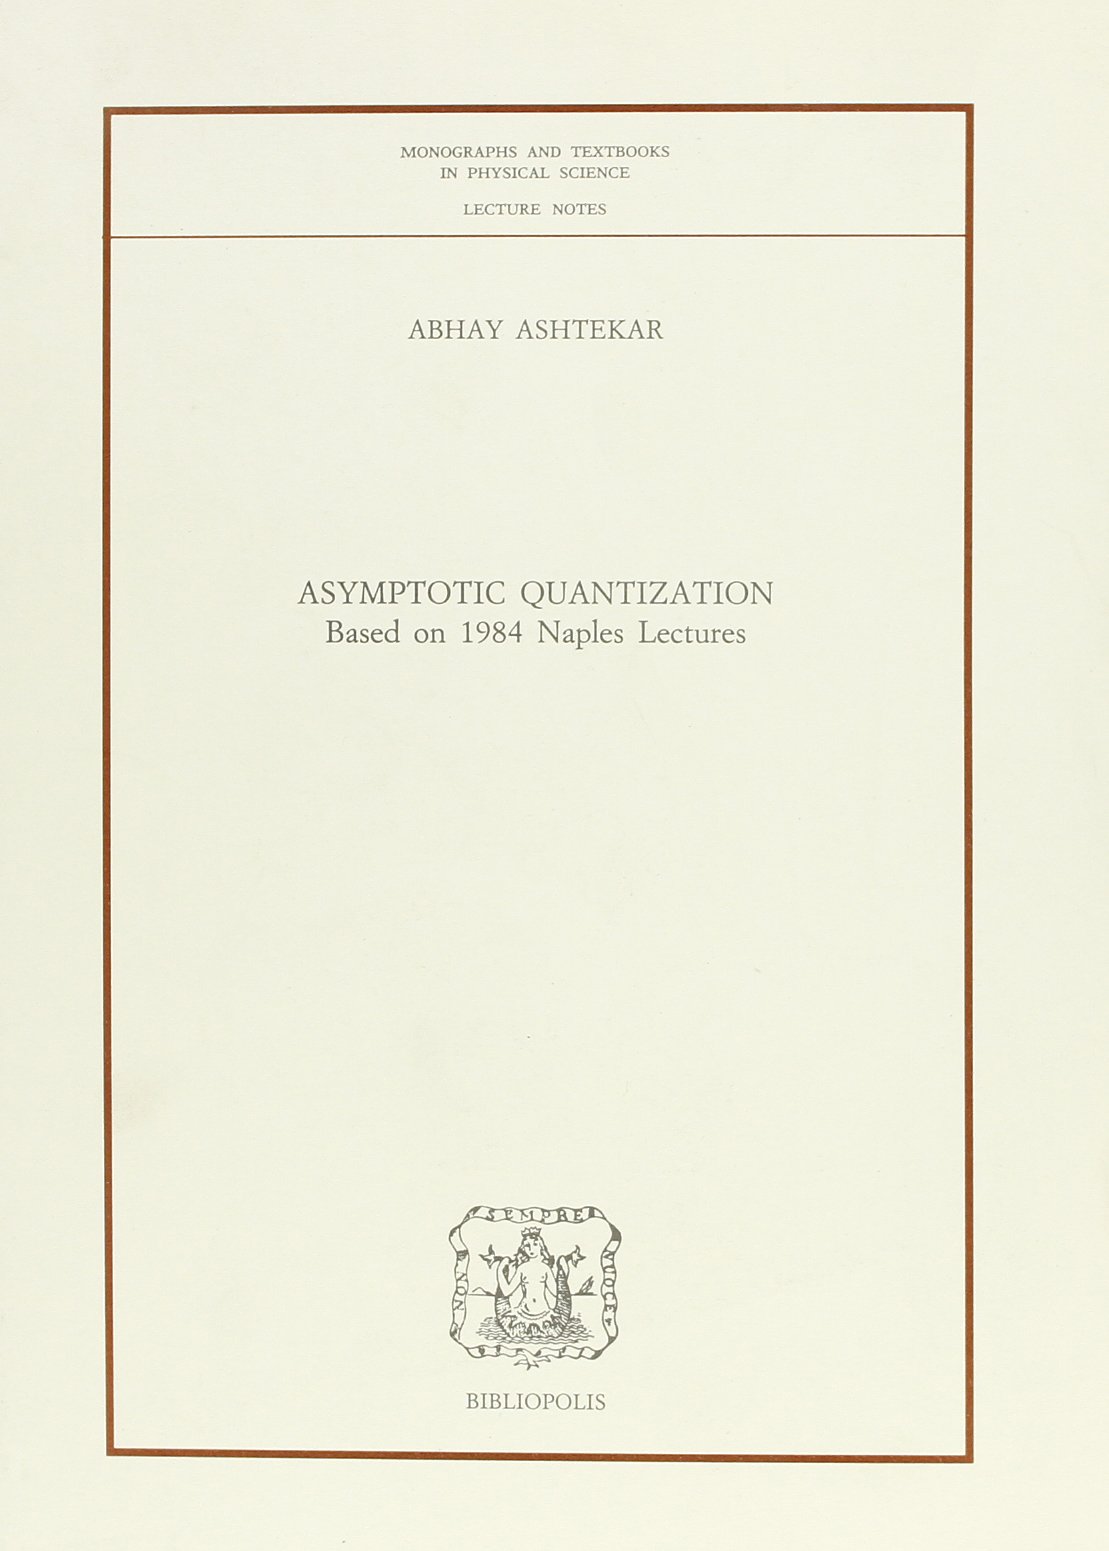 MONOGRAPHS AND TEXTBOOKS
IN PHYSICAL SCIENCE
LECTURE NOTES
ABHAY ASHTEKAR
ASYMPTOTIC QUANTIZATION
Based on 1984 Naples Lectures
SEMPRE
NON
NUOCE
BIBLIOPOLIS